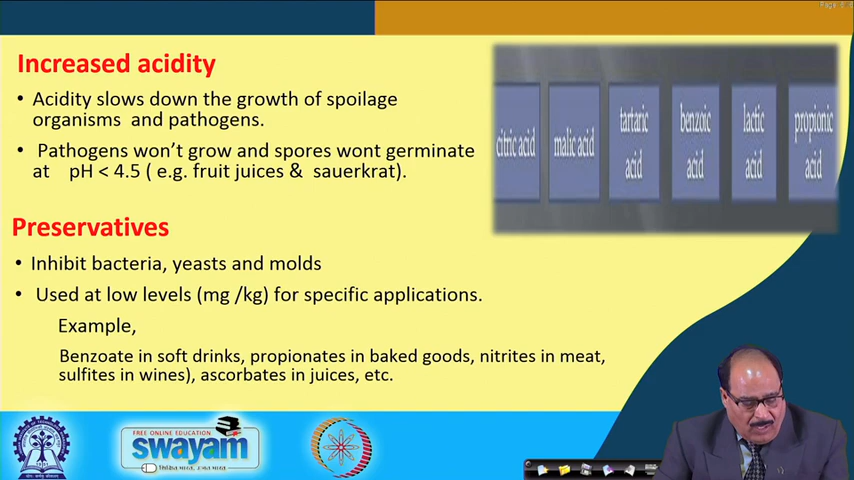 Increased acidity
• Acidity slows down the growth of spoilage
organisms and pathogens.
• Pathogens won't grow and spores wont germinate
at pH < 4.5 ( e.g. fruit juices & sauerkrat).
citric acid
malic acid
tartaric
acid
benzoic
acid
lactic
acid
propionic
acid
Preservatives
• Inhibit bacteria, yeasts and molds
• Used at low levels (mg /kg) for specific applications.
Example,
Benzoate in soft drinks, propionates in baked goods, nitrites in meat,
sulfites in wines), ascorbates in juices, etc.
FREE ONLINE EDUCATION
swayam